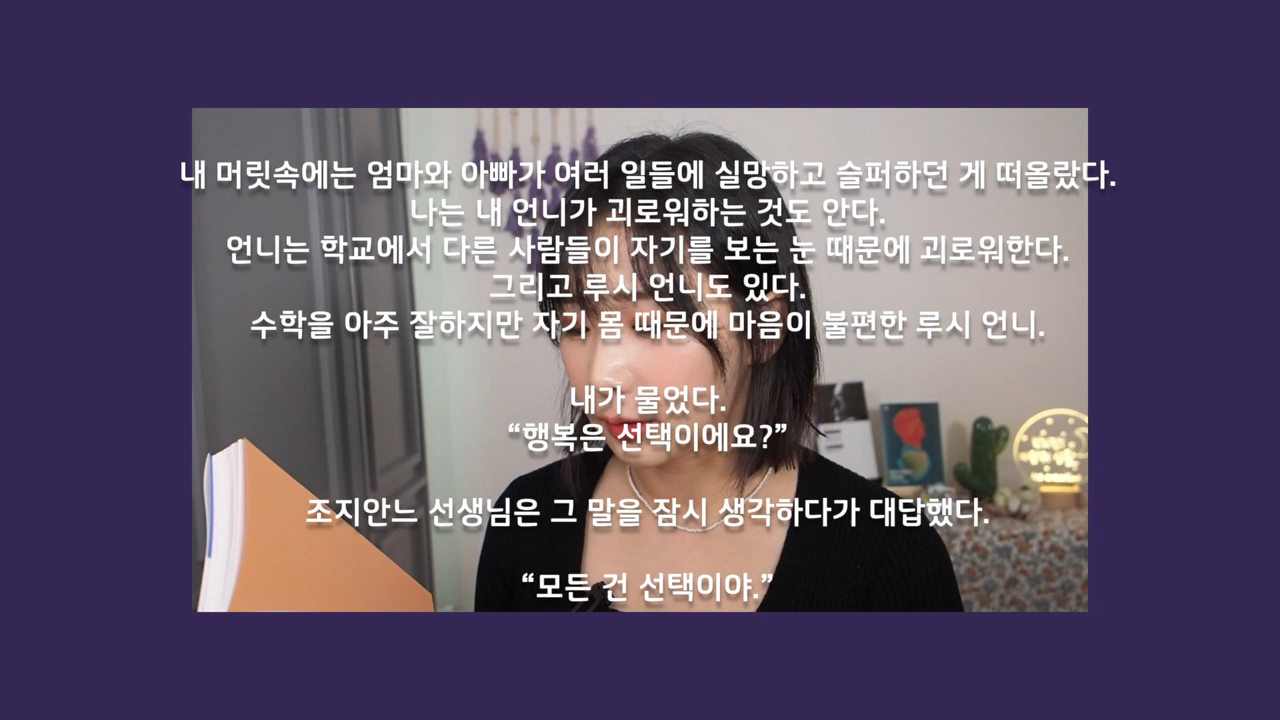 내 머릿속에는 엄마와 아빠가 여러 일들에 실망하고 슬퍼하던 게 떠올랐다.
나는 내 언니가 괴로워하는 것도 안다.
언니는 학교에서 다른 사람들이 자기를 보는 눈 때문에 괴로워한다.
그리고 루시 언니도 있다.
수학을 아주 잘하지만 자기 몸 때문에 마음이 불편한 루시 언니.
내가 물었다.
“행복은 선택이에요?”
조지안느 선생님은 그 말을 잠시 생각하다가 대답했다.
“모든 건 선택이야.”